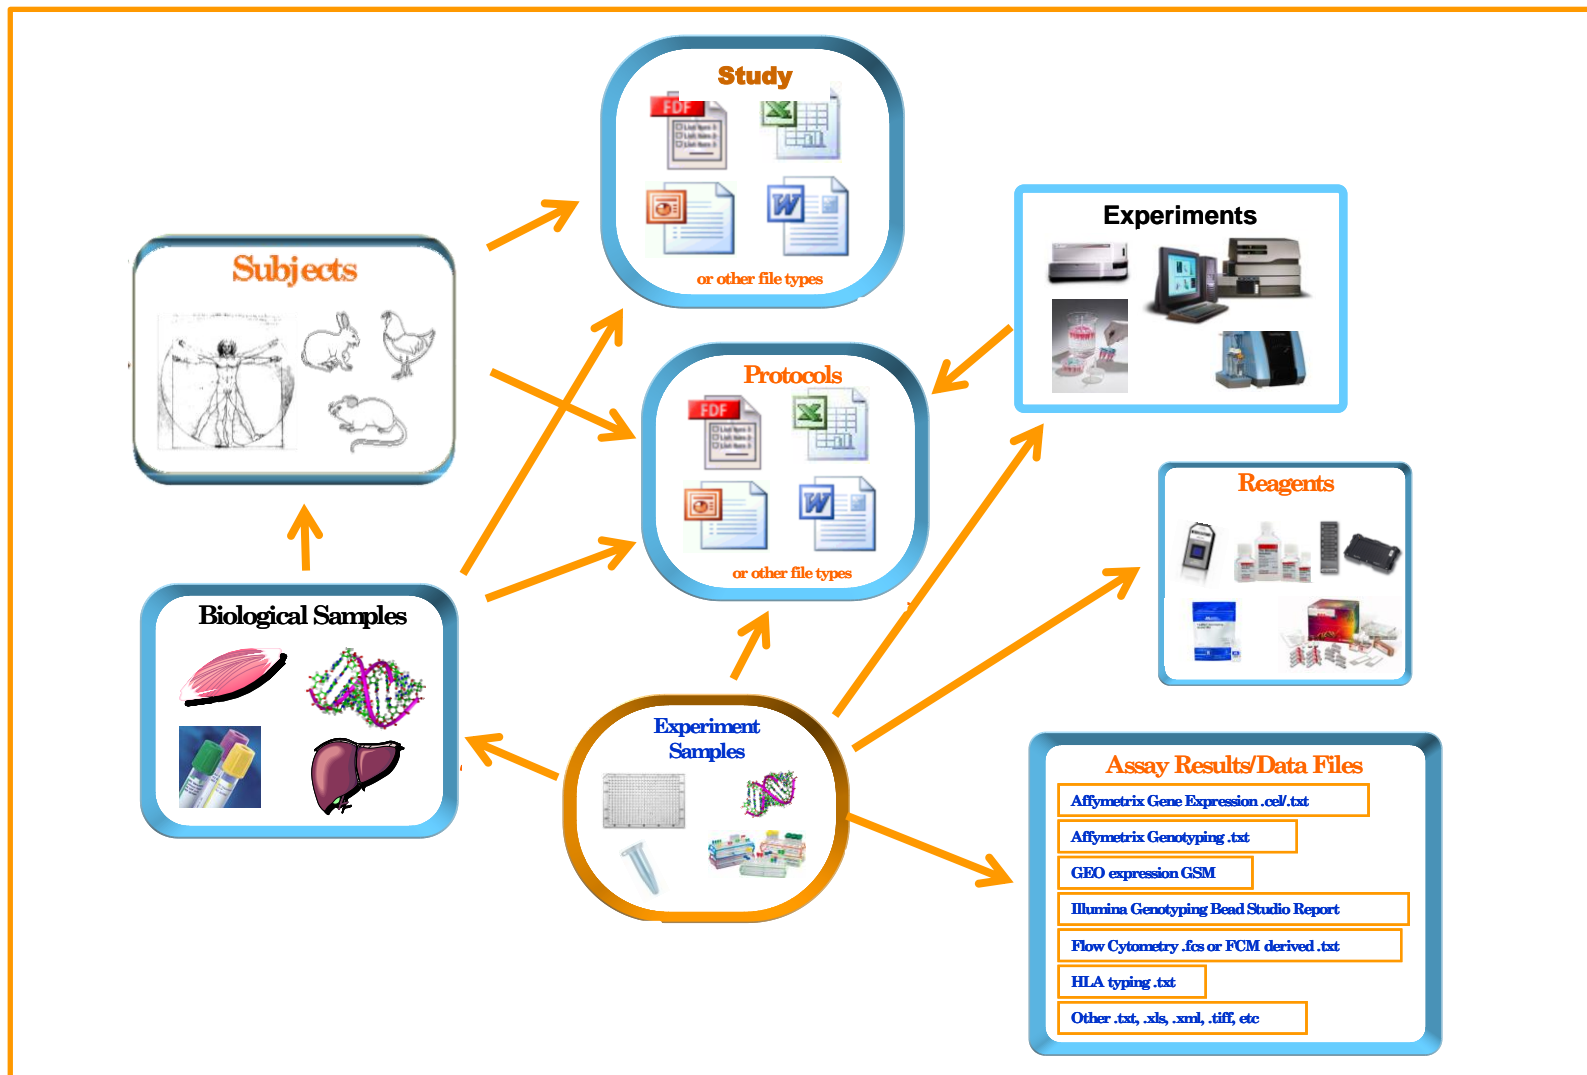 Study
FDF
or other file types
Subjects
Experiments
Protocols
FDF
or other file types
Reagents
Biological Samples
Experiment
Samples
Assay Results/Data Files
Affymetrix Gene Expression .cel/.txt
Affymetrix Genotyping .txt
GEO expression GSM
Illumina Genotyping Bead Studio Report
Flow Cytometry .fcs or FCM derived .txt
HLA typing .txt
Other .txt, .xls, .xml, .tiff, etc